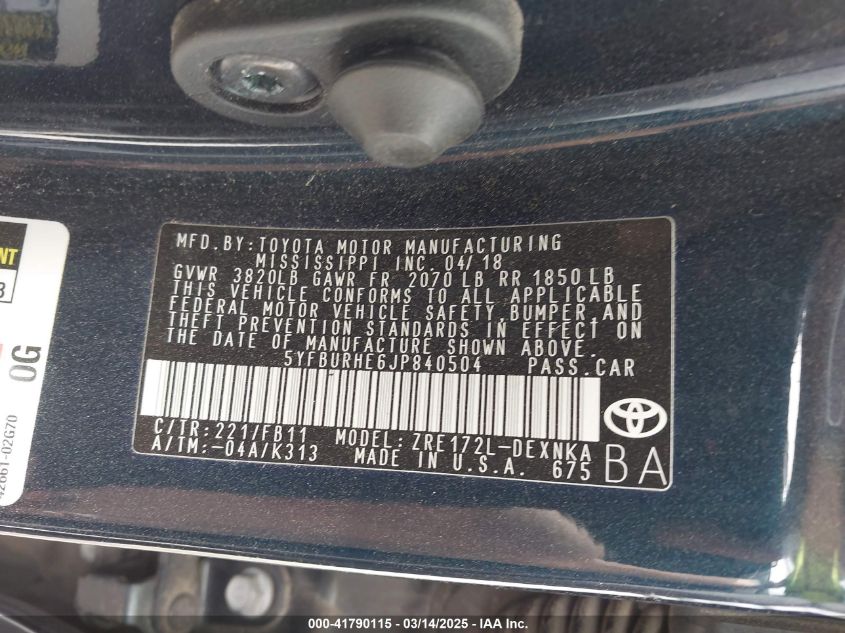 MFD. BY: TOYOTA MOTOR MANUFACTURING
MISSISSIPPI INC. 04/18
GVWR 3820LB GAWR FR 2070 LB RR 1850 LB
THIS VEHICLE CONFORMS TO ALL APPLICABLE
FEDERAL MOTOR VEHICLE SAFETY, BUMPER, AND
THEFT PREVENTION STANDARDS IN EFFECT ON
THE DATE OF MANUFACTURE SHOWN ABOVE.
5YFBURHE6JP840504 PASS.CAR
C/TR: 221/FB11 MODEL: ZRE172L-DEXNKA
A/TM: -04A/K313 MADE IN U.S.A. 675
BA
0G
42661-02G70
000-41790115 - 03/14/2025 - © IAA Inc.